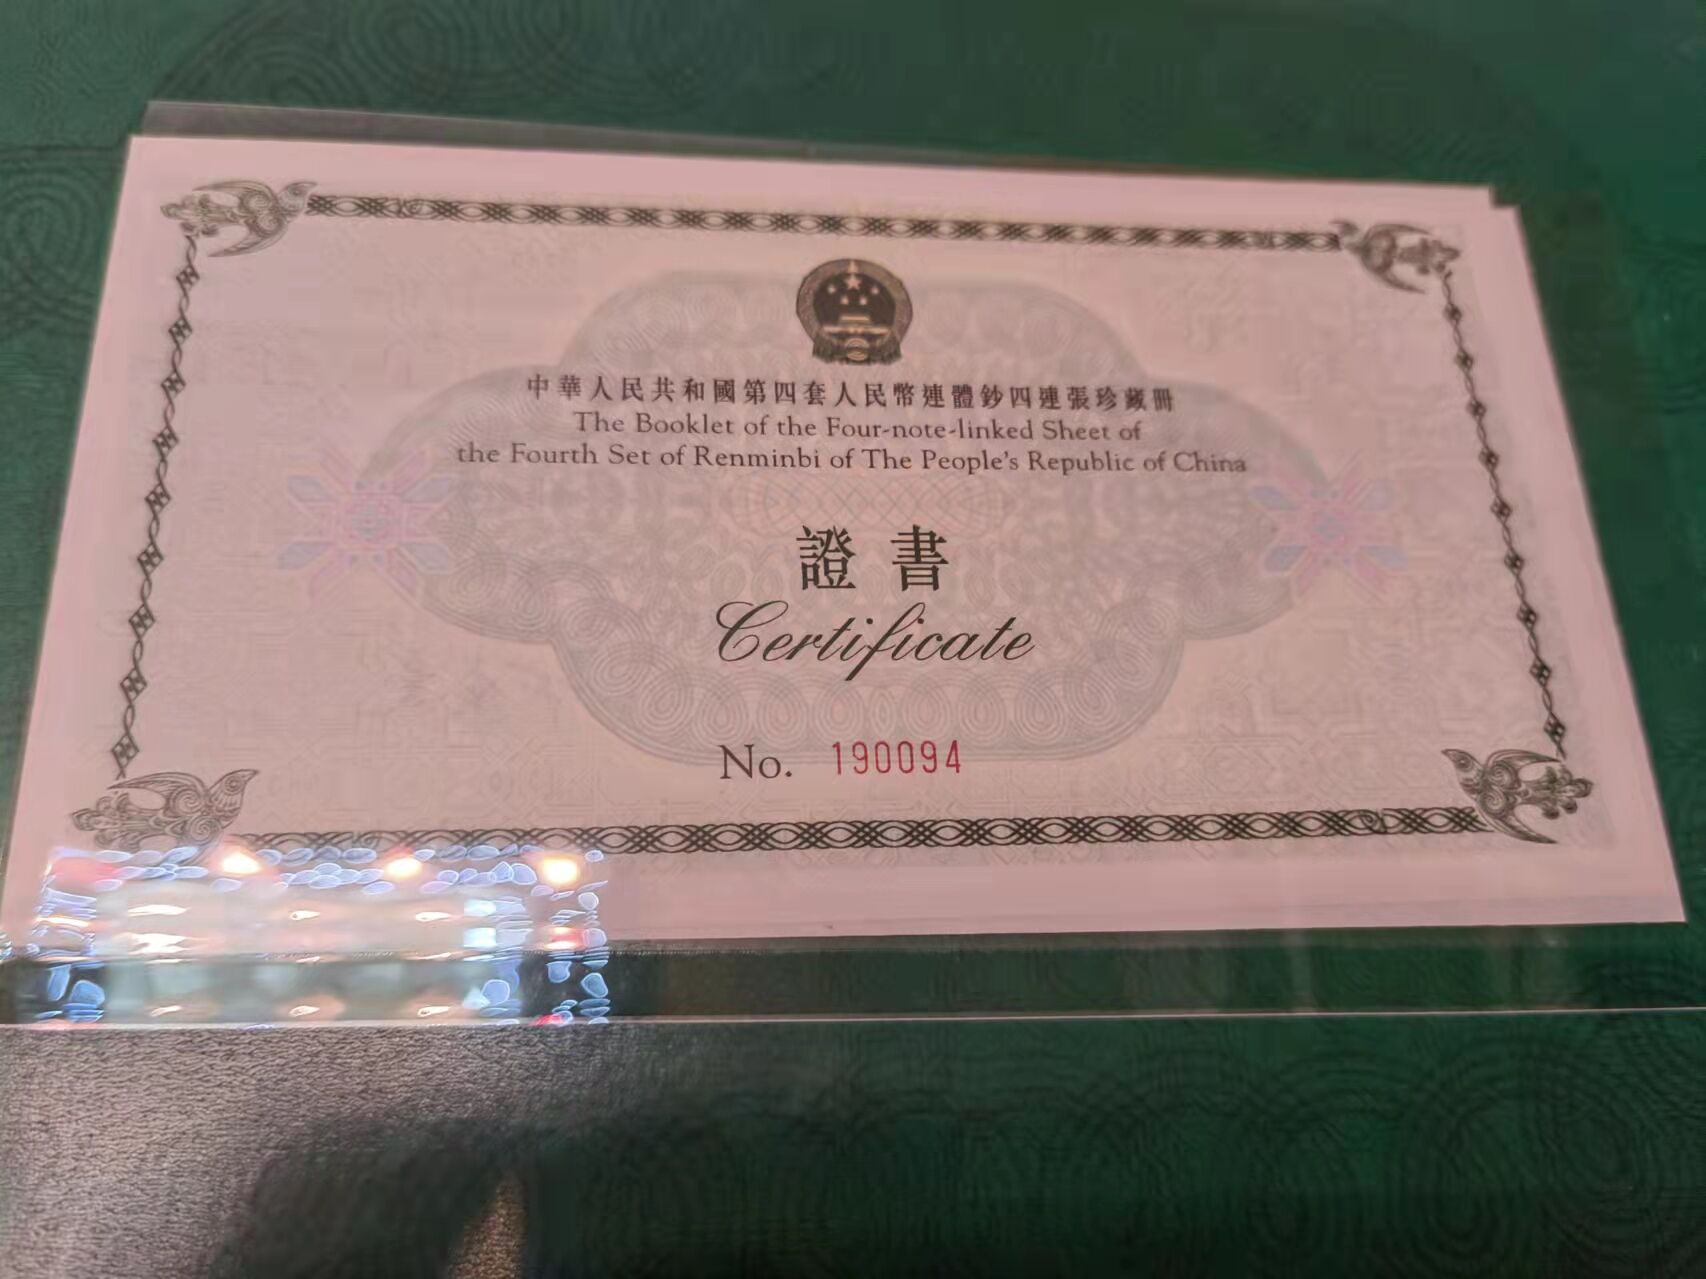 中華人民共和國第四套人民幣連體鈔四連張珍藏冊
The Booklet of the Four-note-linked Sheet of
the Fourth Set of Renminbi of The People's Republic of China
證書
Certificate
No. 190094